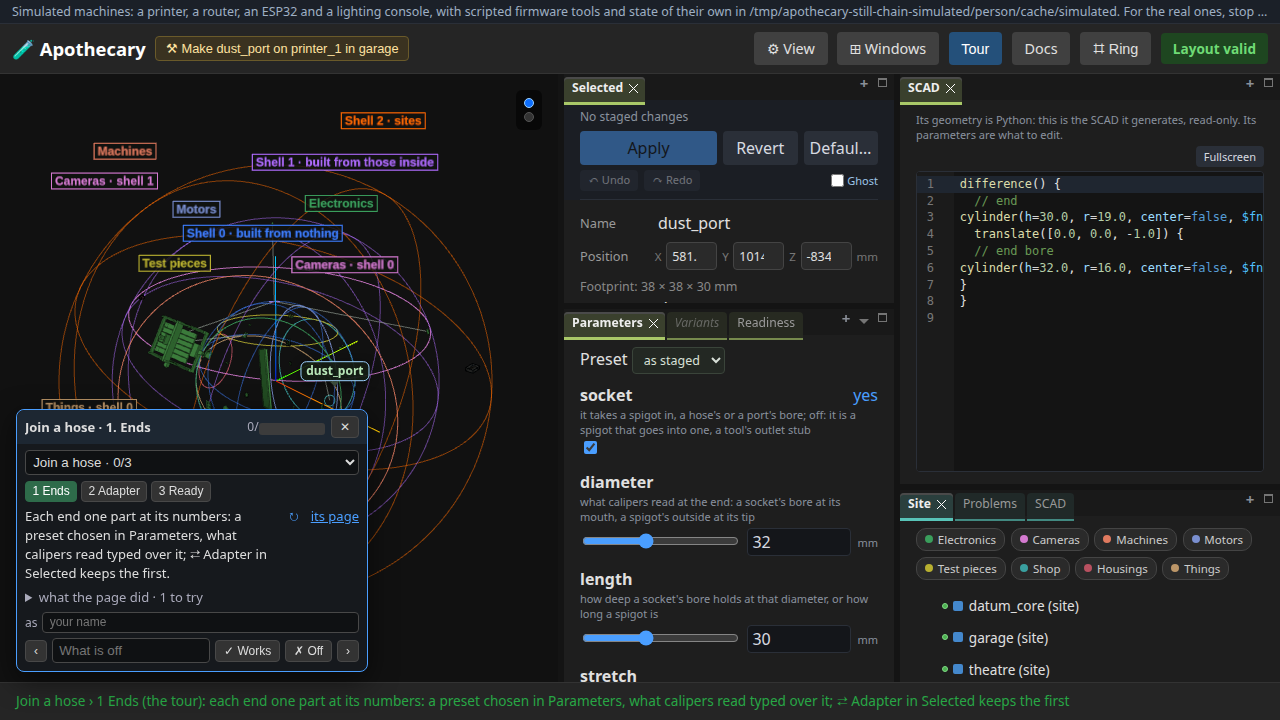 Simulated machines: a printer, a router, an ESP32 and a lighting console, with scripted firmware tools and state of their own in /tmp/apothecary-still-chain-simulated/person/cache/simulated. For the real ones, stop ...
🧪 Apothecary
⚒ Make dust_port on printer_1 in garage
⚙ View
⊞ Windows
Tour
Docs
⌗ Ring
Layout valid
Shell 2 · sites
Machines
Shell 1 · built from those inside
Cameras · shell 1
Electronics
Motors
Shell 0 · built from nothing
Test pieces
Cameras · shell 0
dust_port
Things · shell 0
Join a hose · 1. Ends
0/
✕
Join a hose · 0/3
1 Ends
2 Adapter
3 Ready
Each end one part at its numbers: a
preset chosen in Parameters, what
calipers read typed over it; ⇄ Adapter in
Selected keeps the first.
↻ its page
▶ what the page did · 1 to try
as your name
‹
What is off
✓ Works
✗ Off
›
Selected ✕
No staged changes
Apply
Revert
Defaul...
↶ Undo
↷ Redo
Ghost
Name dust_port
Position X 581. Y 1014 Z -834 mm
Footprint: 38 × 38 × 30 mm
Parameters ✕
Variants
Readiness
Preset as staged
socket yes
it takes a spigot in, a hose's or a port's bore; off: it is a
spigot that goes into one, a tool's outlet stub
diameter
what calipers read at the end: a socket's bore at its
mouth, a spigot's outside at its tip
32 mm
length
how deep a socket's bore holds at that diameter, or how
long a spigot is
30 mm
stretch
SCAD ✕
Its geometry is Python: this is the SCAD it generates, read-only. Its
parameters are what to edit.
Fullscreen
1 difference() {
2 // end
3 cylinder(h=30.0, r=19.0, center=false, $fn
4 translate([0.0, 0.0, -1.0]) {
5 // end bore
6 cylinder(h=32.0, r=16.0, center=false, $fn
7 }
8 }
9
Site ✕
Problems
SCAD
Electronics
Cameras
Machines
Motors
Test pieces
Shop
Housings
Things
datum_core (site)
garage (site)
theatre (site)
Join a hose › 1 Ends (the tour): each end one part at its numbers: a preset chosen in Parameters, what calipers read typed over it; ⇄ Adapter in Selected keeps the first